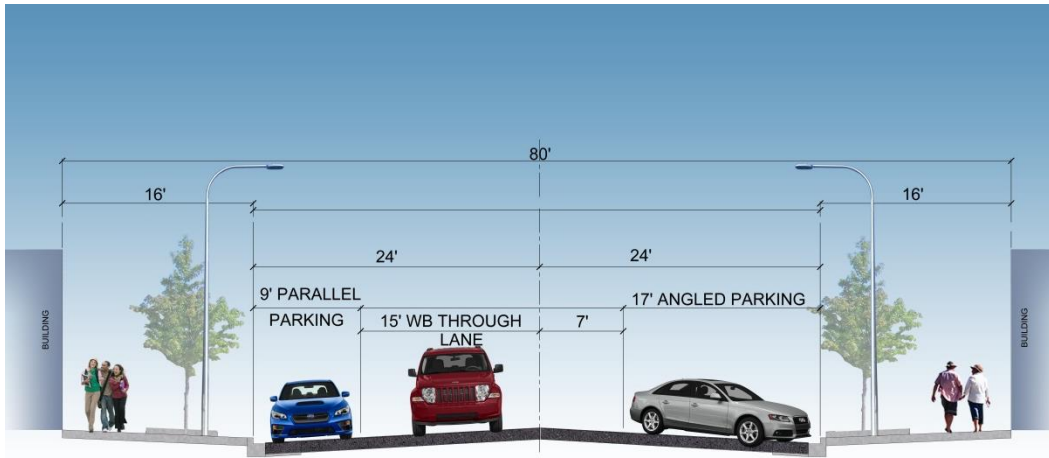 80'
16'
16'
24'
24'
9' PARALLEL
PARKING
15' WB THROUGH
LANE
7'
17' ANGLED PARKING
BUILDING
BUILDING